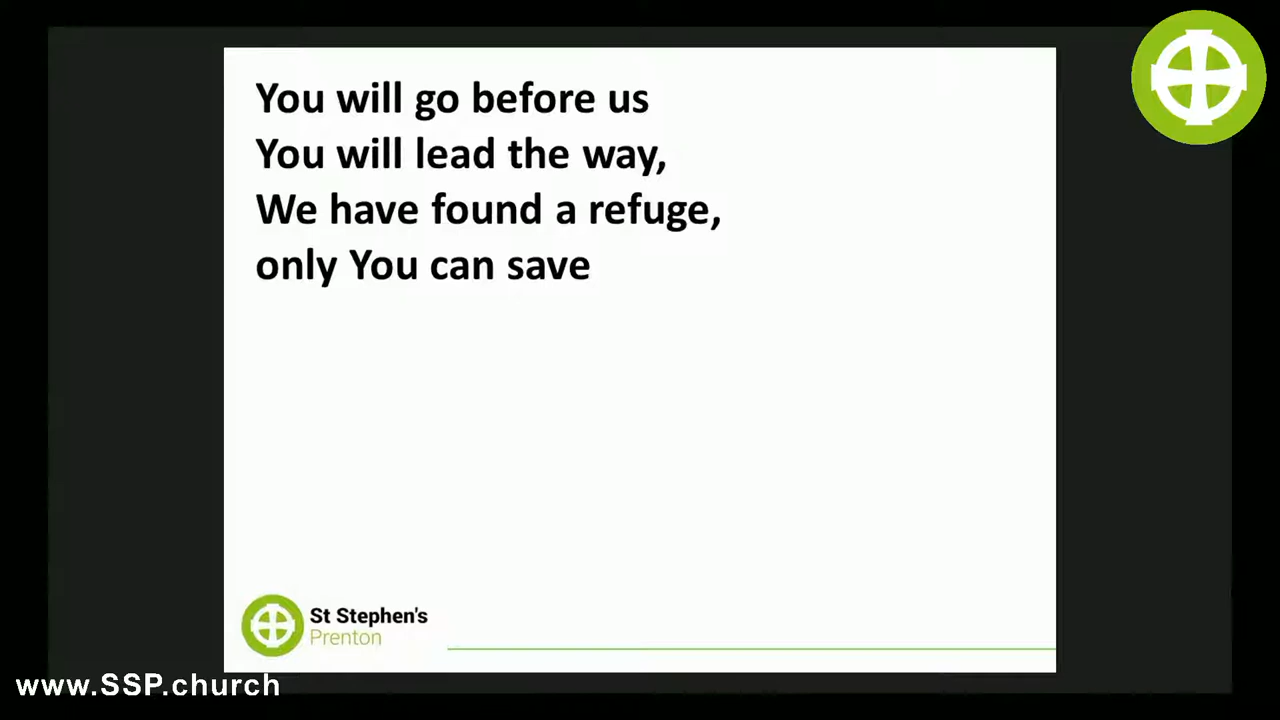 You will go before us
You will lead the way,
We have found a refuge,
only You can save
St Stephen's
Prenton
www.SSP.church